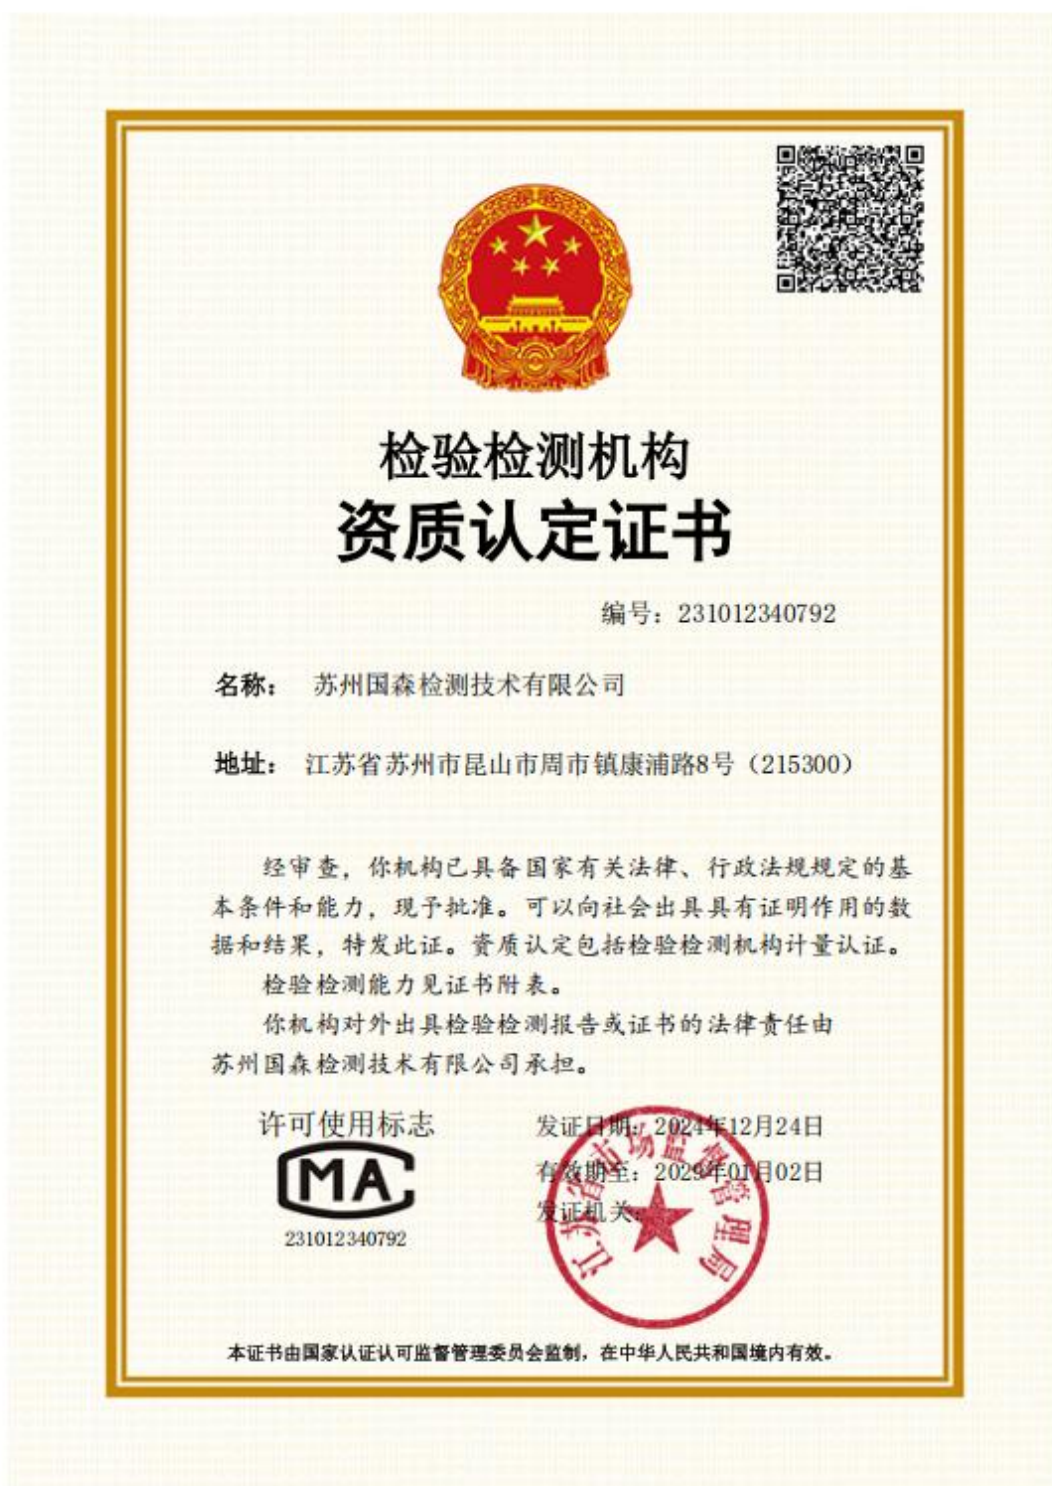 检验检测机构
资质认定证书
编号：231012340792
名称： 苏州国森检测技术有限公司
地址： 江苏省苏州市昆山市周市镇康浦路8号（215300）
经审查，你机构已具备国家有关法律、行政法规规定的基
本条件和能力，现予批准。可以向社会出具具有证明作用的数
据和结果，特发此证。资质认定包括检验检测机构计量认证。
检验检测能力见证书附表。
你机构对外出具检验检测报告或证书的法律责任由
苏州国森检测技术有限公司承担。
许可使用标志
MA
231012340792
发证日期：2024年12月24日
有效期至：2029年01月02日
发证机关：
江苏省市场监督管理局
本证书由国家认证认可监督管理委员会监制，在中华人民共和国境内有效。